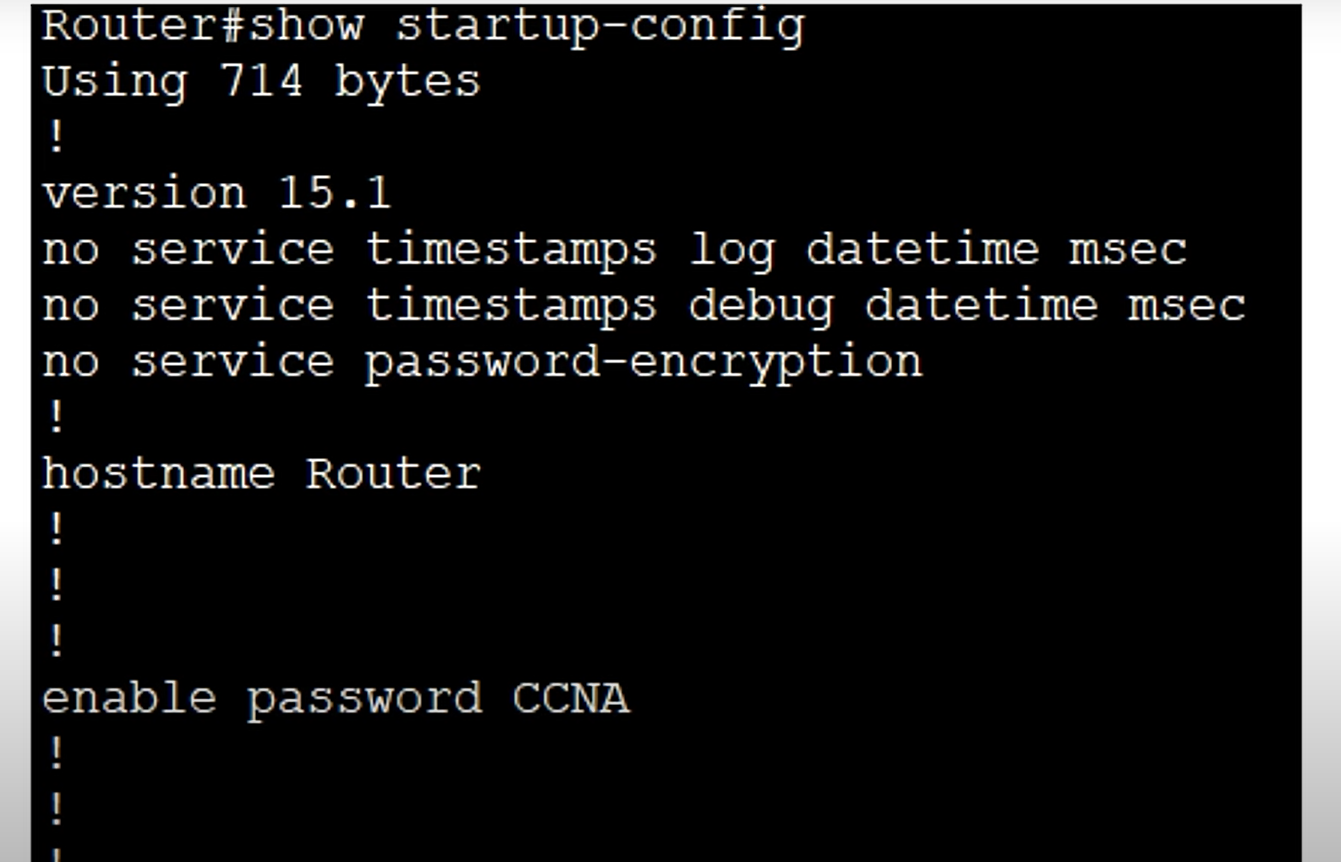 Router#show startup-config
Using 714 bytes
!
version 15.1
no service timestamps log datetime msec
no service timestamps debug datetime msec
no service password-encryption
!
hostname Router
!
!
!
enable password CCNA
!
!
!